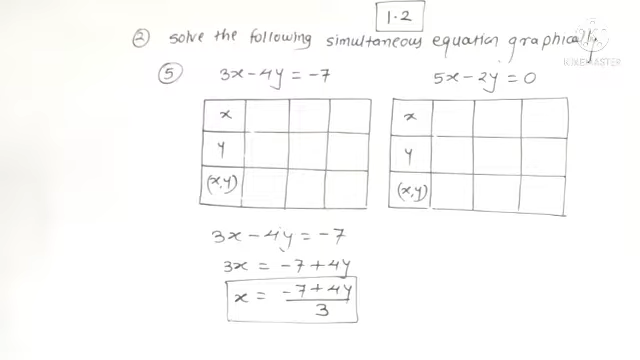 1.2
② solve the following simultaneous equation graphically.
⑤ 3x - 4y = -7 5x - 2y = 0
x x
y y
(x,y) (x,y)
3x - 4y = -7
3x = -7 + 4y
x = -7 + 4y / 3
KINEMASTER